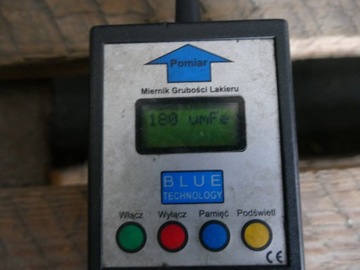 Pomiar
Miernik Grubości Lakieru
180 umFe
BLUE
TECHNOLOGY
Włącz Wyłącz Pamięć Podświetl
CE